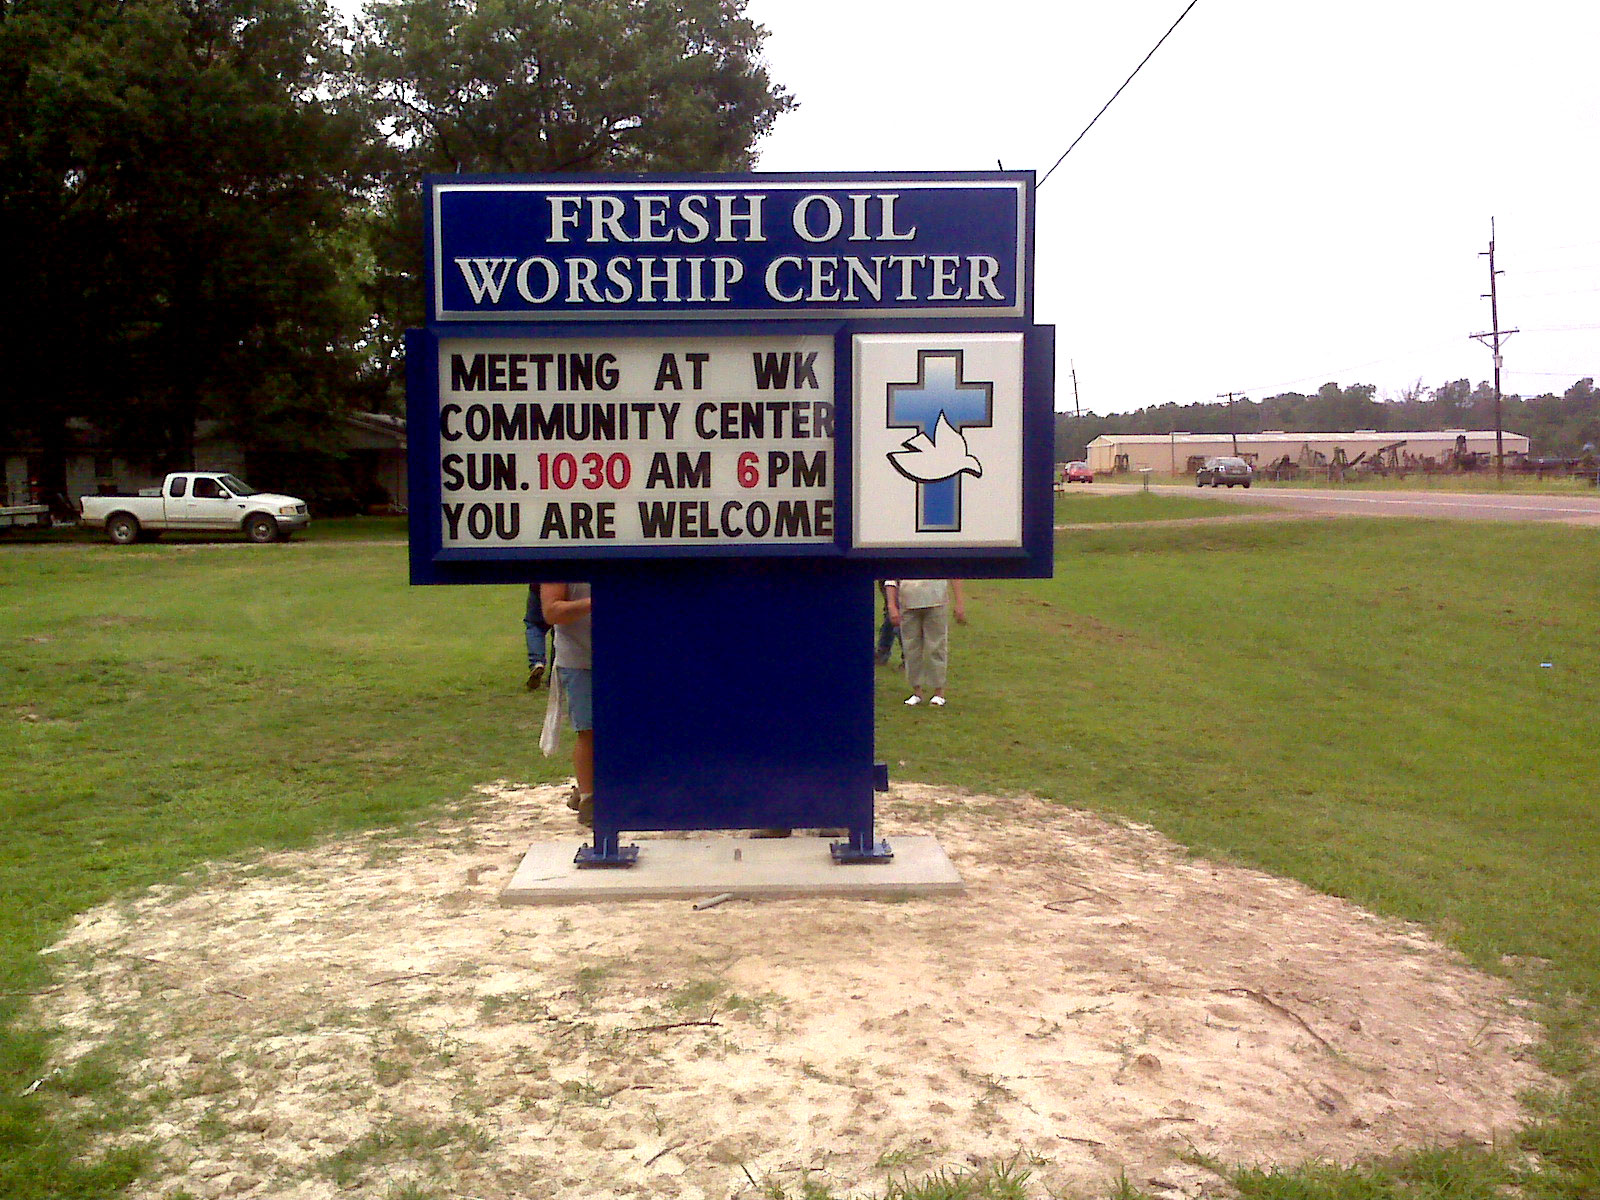 FRESH OIL
WORSHIP CENTER
MEETING AT WK
COMMUNITY CENTER
SUN. 1030 AM 6 PM
YOU ARE WELCOME